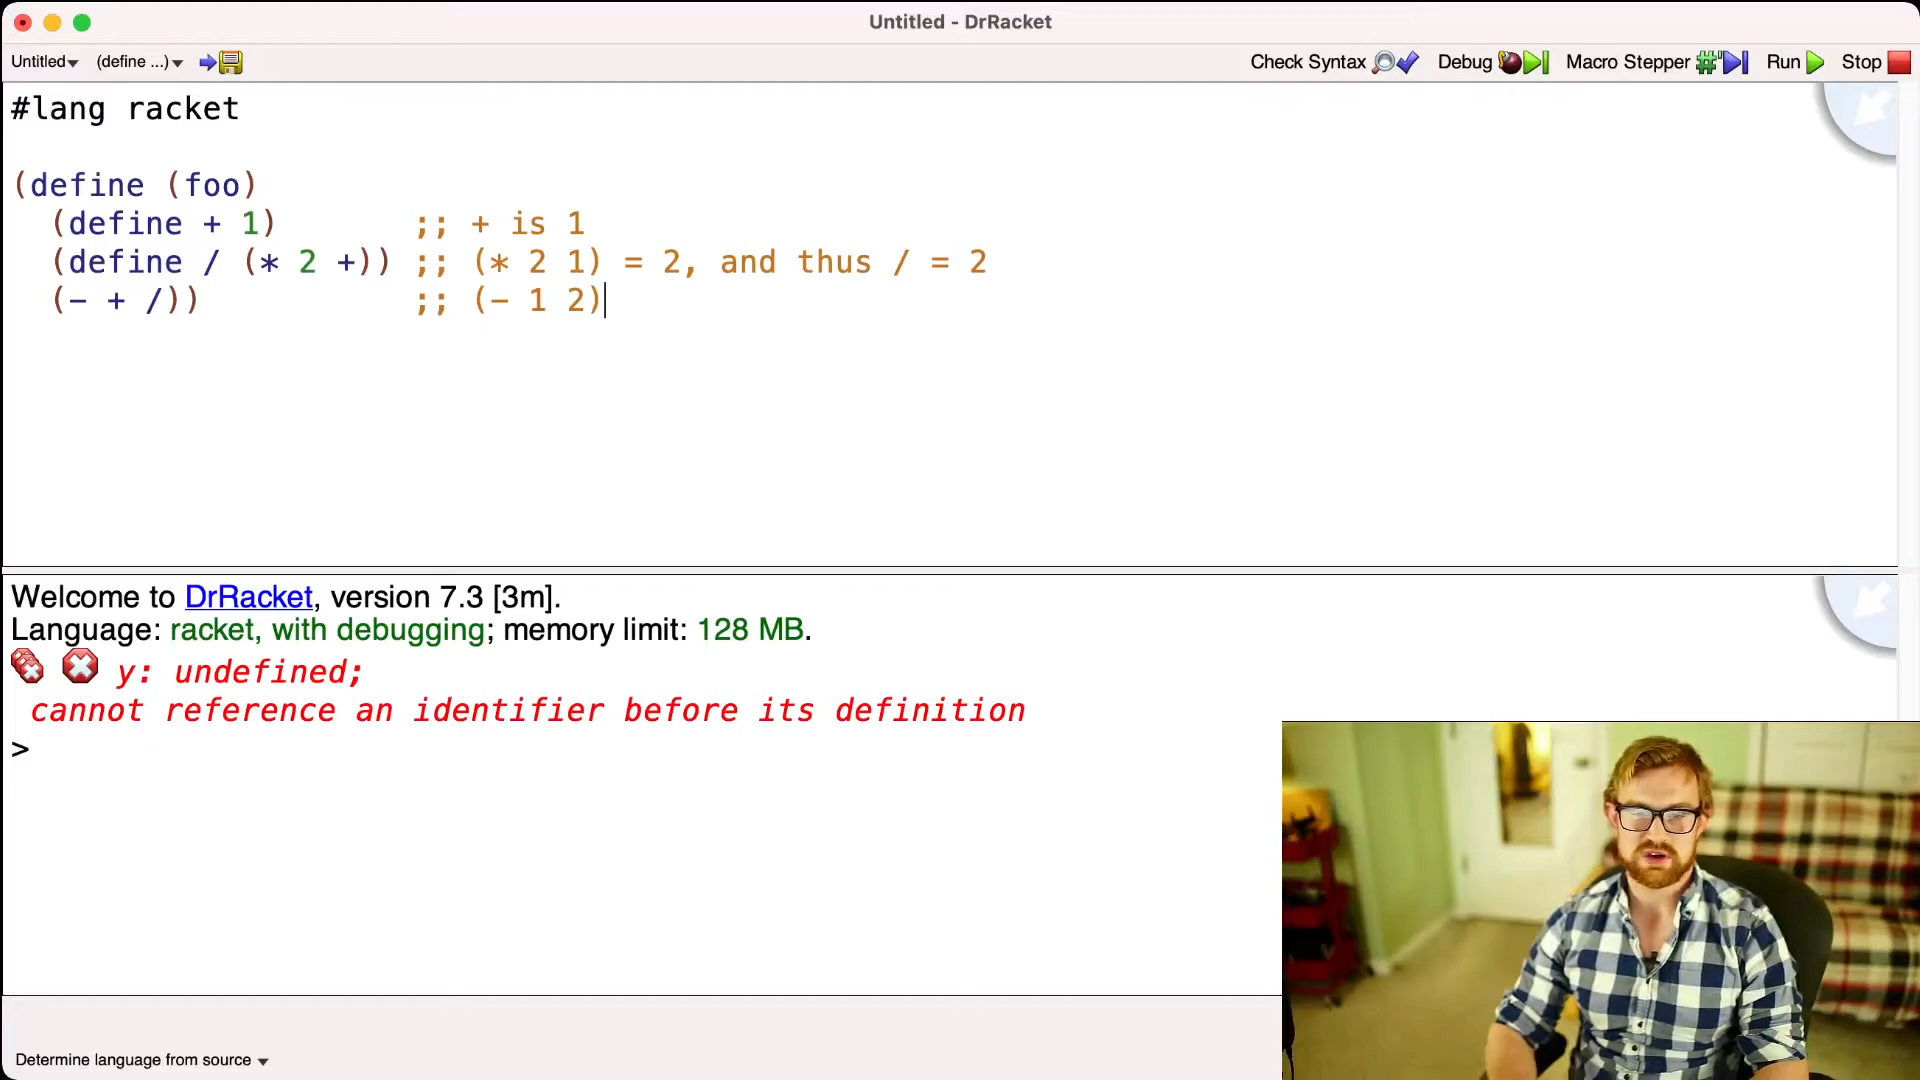 Untitled - DrRacket
Untitled (define ...) Check Syntax Debug Macro Stepper Run Stop
#lang racket
(define (foo)
(define + 1) ;; + is 1
(define / (* 2 +)) ;; (* 2 1) = 2, and thus / = 2
(- + /)) ;; (- 1 2)
Welcome to DrRacket, version 7.3 [3m].
Language: racket, with debugging; memory limit: 128 MB.
y: undefined;
cannot reference an identifier before its definition
>
Determine language from source